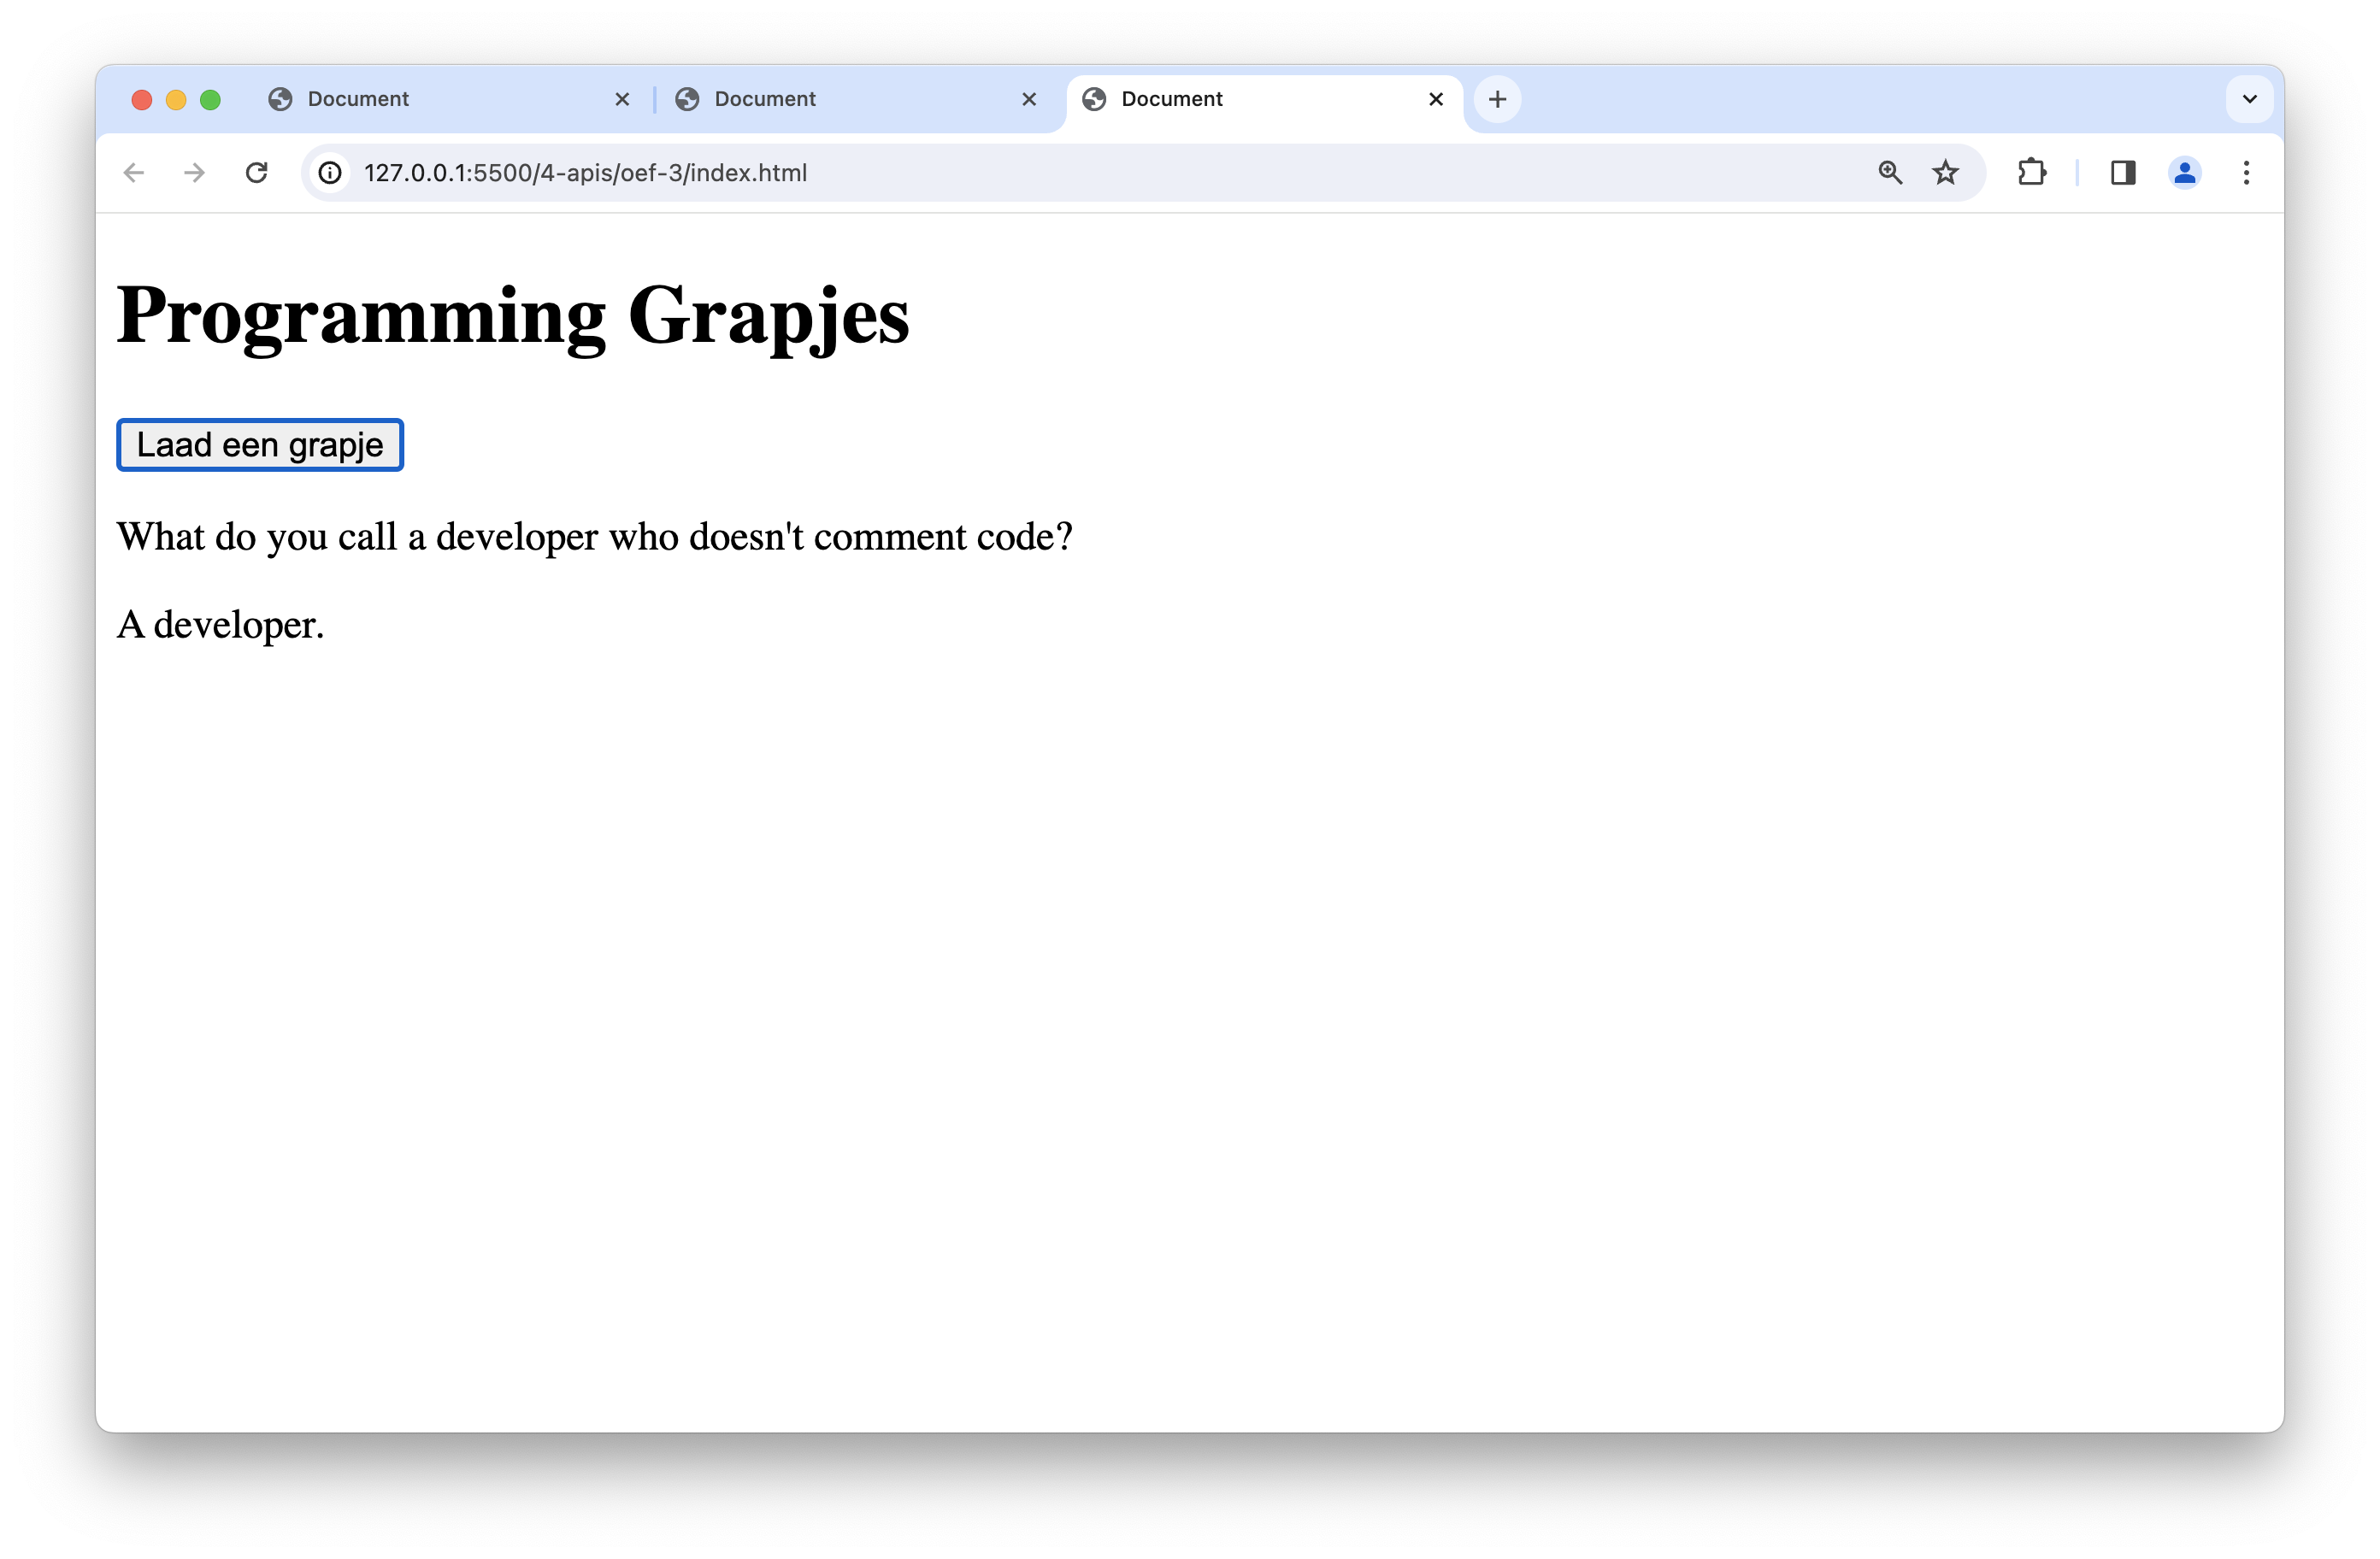 Document Document Document
127.0.0.1:5500/4-apis/oef-3/index.html
Programming Grapjes
Laad een grapje
What do you call a developer who doesn't comment code?
A developer.